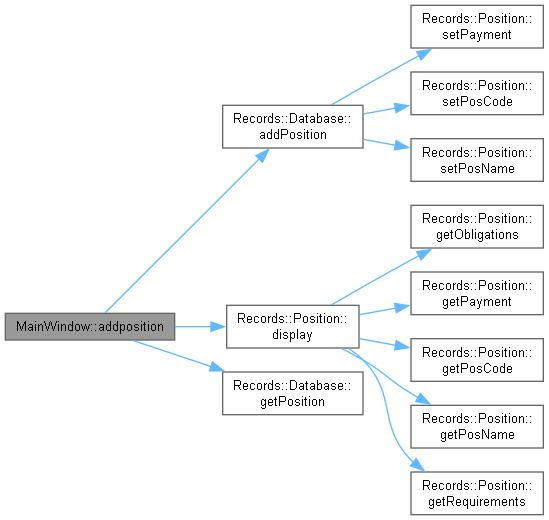 Records::Position::
setPayment
Records::Position::
setPosCode
Records::Database::
addPosition
Records::Position::
setPosName
Records::Position::
getObligations
Records::Position::
getPayment
MainWindow::addposition
Records::Position::
display
Records::Position::
getPosCode
Records::Database::
getPosition
Records::Position::
getPosName
Records::Position::
getRequirements